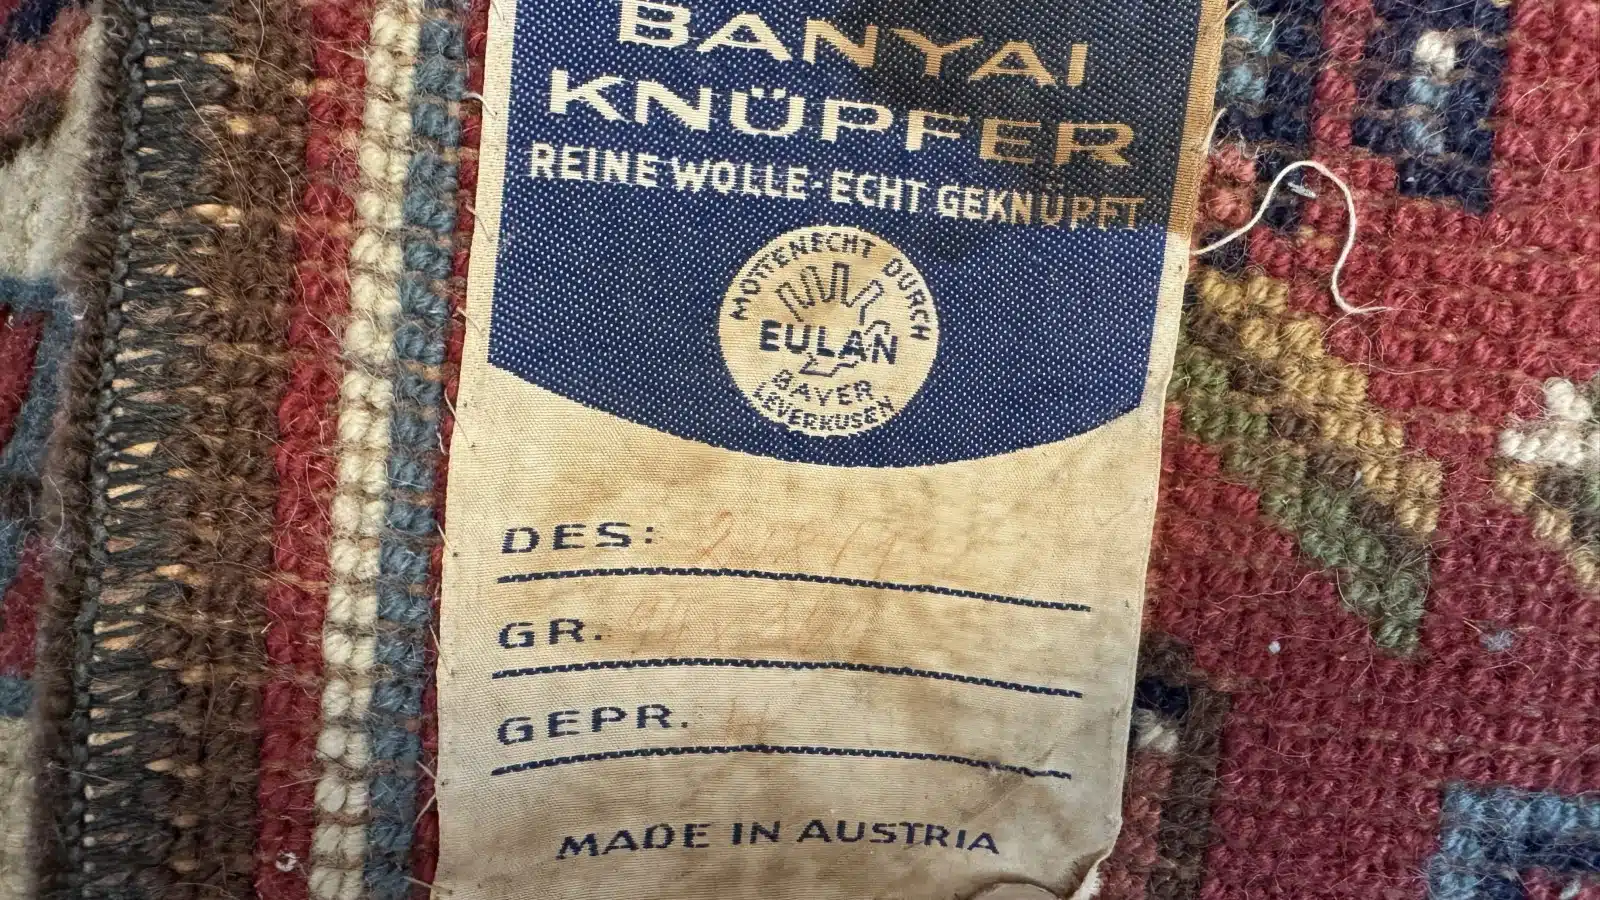 BANYAI
KNÜPFER
REINE WOLLE-ECHT GEKNÜPFT
MOTTENECHT DURCH
EULAN
BAYER
LEVERKUSEN
DES:
GR.
GEPR.
MADE IN AUSTRIA